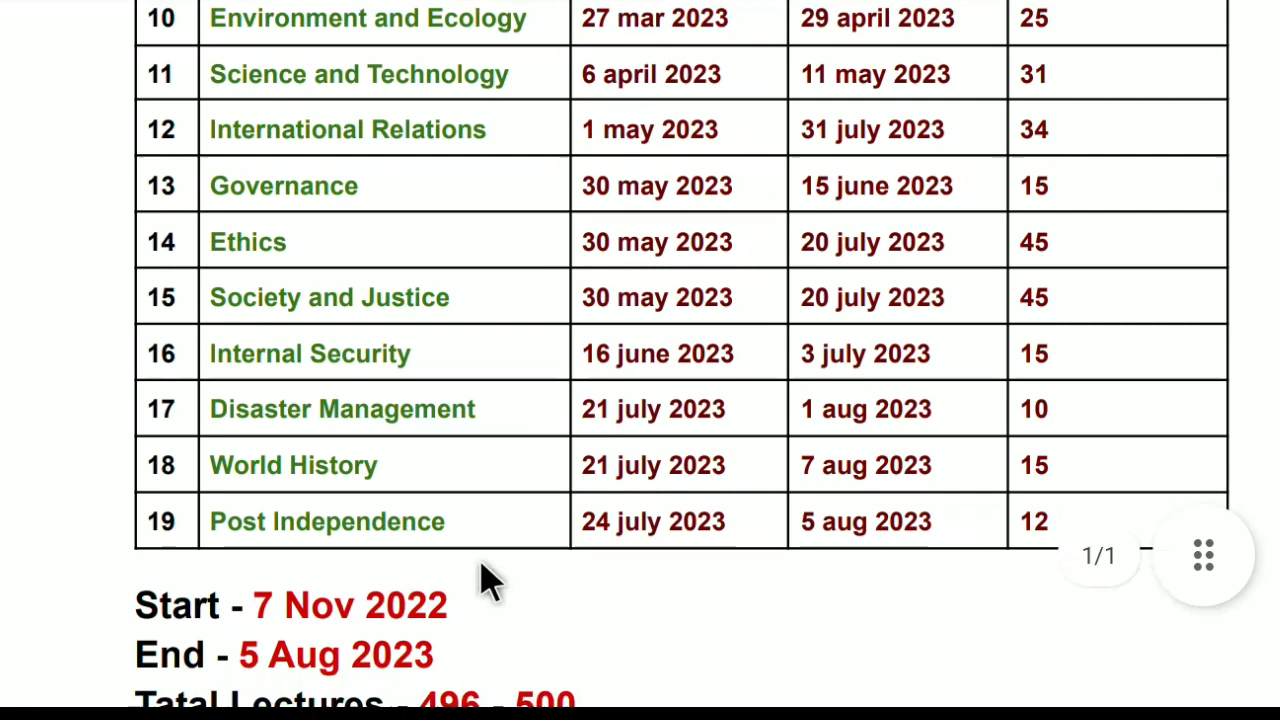 10 Environment and Ecology 27 mar 2023 29 april 2023 25
11 Science and Technology 6 april 2023 11 may 2023 31
12 International Relations 1 may 2023 31 july 2023 34
13 Governance 30 may 2023 15 june 2023 15
14 Ethics 30 may 2023 20 july 2023 45
15 Society and Justice 30 may 2023 20 july 2023 45
16 Internal Security 16 june 2023 3 july 2023 15
17 Disaster Management 21 july 2023 1 aug 2023 10
18 World History 21 july 2023 7 aug 2023 15
19 Post Independence 24 july 2023 5 aug 2023 12
1/1
Start - 7 Nov 2022
End - 5 Aug 2023
Tatal Lectures - 496 - 500